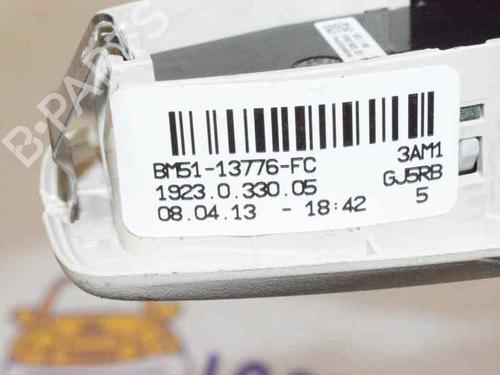 B-PARTS
BM51-13776-FC 3AM1
1923.0.330.05 GJ5RB
08.04.13 - 18:42 5